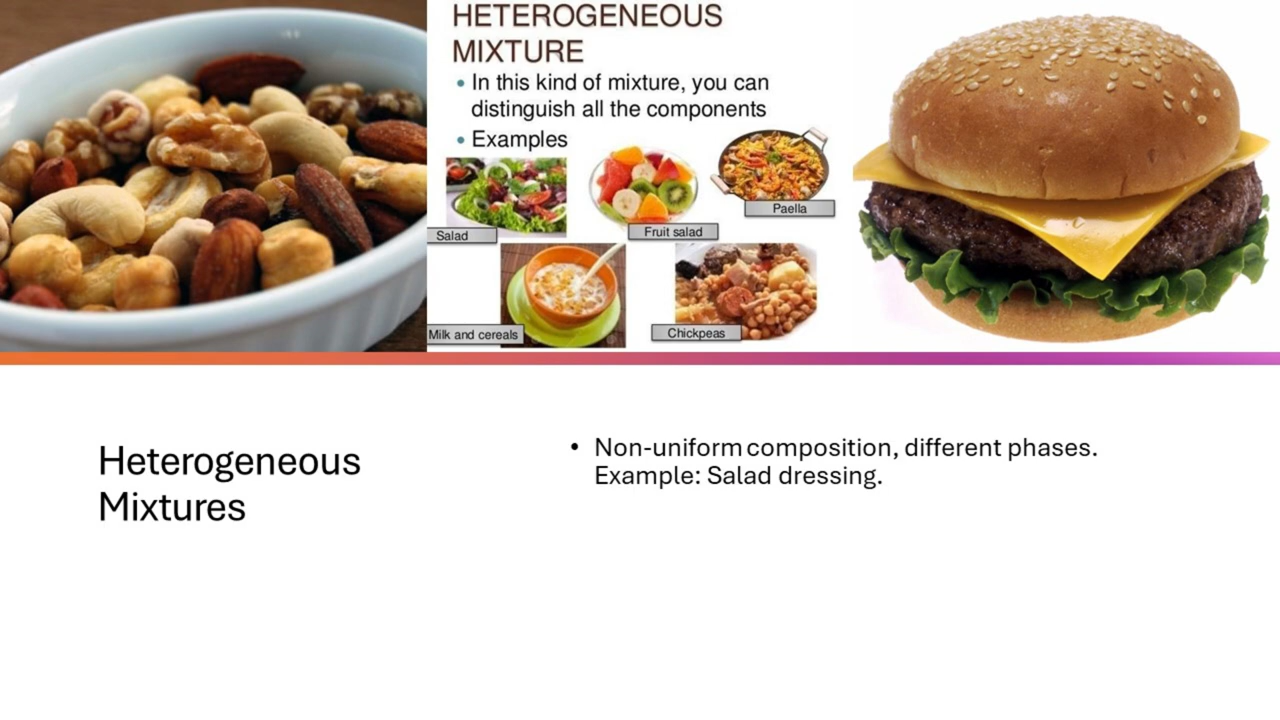 HETEROGENEOUS
MIXTURE
• In this kind of mixture, you can
distinguish all the components
• Examples
Salad
Fruit salad
Paella
Milk and cereals
Chickpeas
Heterogeneous
Mixtures
• Non-uniform composition, different phases.
Example: Salad dressing.